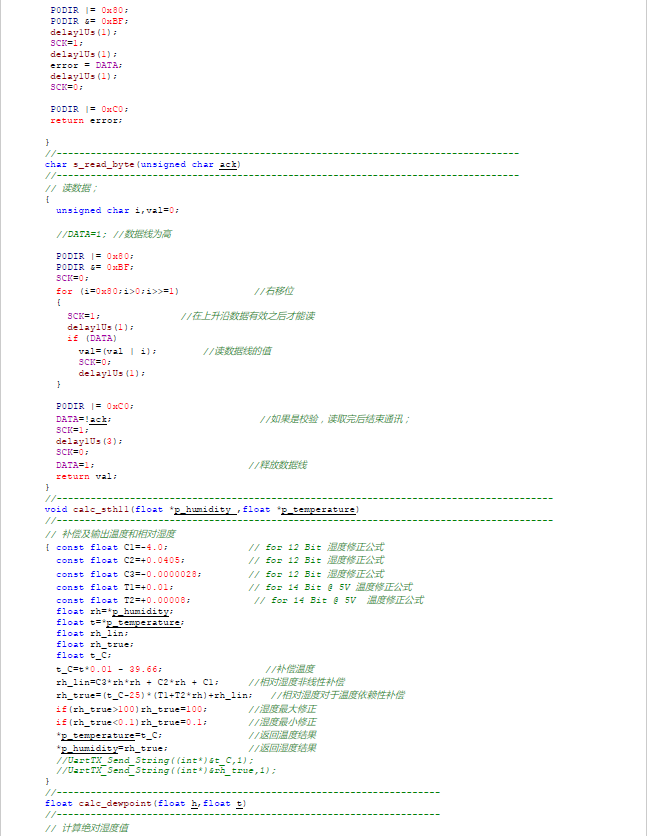 P0DIR |= 0x80;
P0DIR &= 0xBF;
delay1Us(1);
SCK=1;
delay1Us(1);
error = DATA;
delay1Us(1);
SCK=0;
P0DIR |= 0xC0;
return error;
}
//----------------------------------------------------------------------------------
char s_read_byte(unsigned char ack)
//----------------------------------------------------------------------------------
// 读数据；
{
unsigned char i,val=0;
//DATA=1; //数据线为高
P0DIR |= 0x80;
P0DIR &= 0xBF;
SCK=0;
for (i=0x80;i>0;i>>=1) //右移位
{
SCK=1; //在上升沿数据有效之后才能读
delay1Us(1);
if (DATA)
val=(val | i); //读数据线的值
SCK=0;
delay1Us(1);
}
P0DIR |= 0xC0;
DATA=!ack; //如果是校验，读取完后结束通讯；
SCK=1;
delay1Us(3);
SCK=0;
DATA=1; //释放数据线
return val;
}
//----------------------------------------------------------------------------------------
void calc_sth11(float *p_humidity ,float *p_temperature)
//----------------------------------------------------------------------------------------
// 补偿及输出温度和相对湿度
{ const float C1=-4.0; // for 12 Bit 湿度修正公式
const float C2=+0.0405; // for 12 Bit 湿度修正公式
const float C3=-0.0000028; // for 12 Bit 湿度修正公式
const float T1=+0.01; // for 14 Bit @ 5V 温度修正公式
const float T2=+0.00008; // for 14 Bit @ 5V 温度修正公式
float rh=*p_humidity;
float t=*p_temperature;
float rh_lin;
float rh_true;
float t_C;
t_C=t*0.01 - 39.66; //补偿温度
rh_lin=C3*rh*rh + C2*rh + C1; //相对湿度非线性补偿
rh_true=(t_C-25)*(T1+T2*rh)+rh_lin; //相对湿度对于温度依赖性补偿
if(rh_true>100)rh_true=100; //湿度最大修正
if(rh_true<0.1)rh_true=0.1; //湿度最小修正
*p_temperature=t_C; //返回温度结果
*p_humidity=rh_true; //返回湿度结果
//UartTX_Send_String((int*)&t_C,1);
//UartTX_Send_String((int*)&rh_true,1);
}
//--------------------------------------------------------------------
float calc_dewpoint(float h,float t)
//--------------------------------------------------------------------
// 计算绝对湿度值